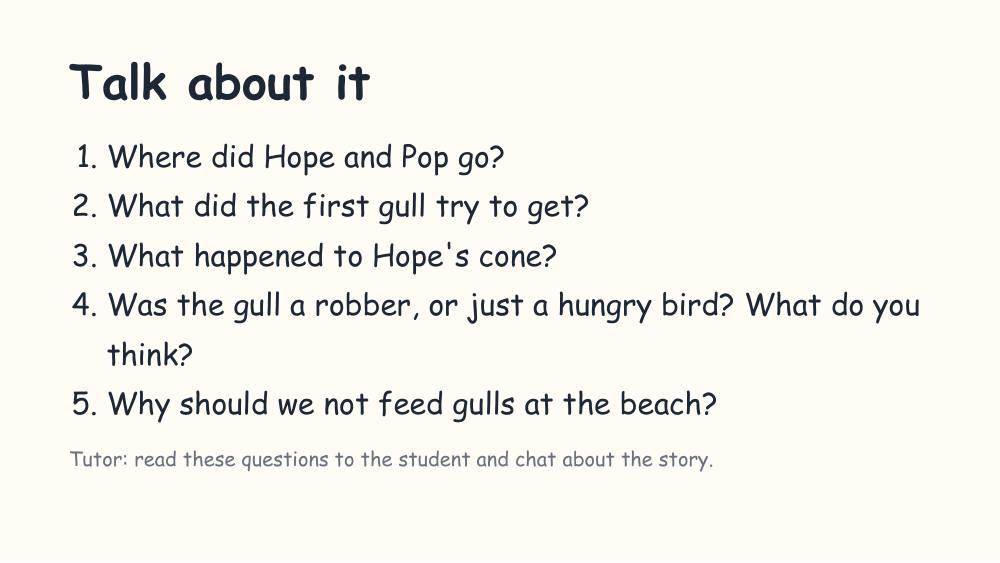 Talk about it
1. Where did Hope and Pop go?
2. What did the first gull try to get?
3. What happened to Hope's cone?
4. Was the gull a robber, or just a hungry bird? What do you
think?
5. Why should we not feed gulls at the beach?
Tutor: read these questions to the student and chat about the story.